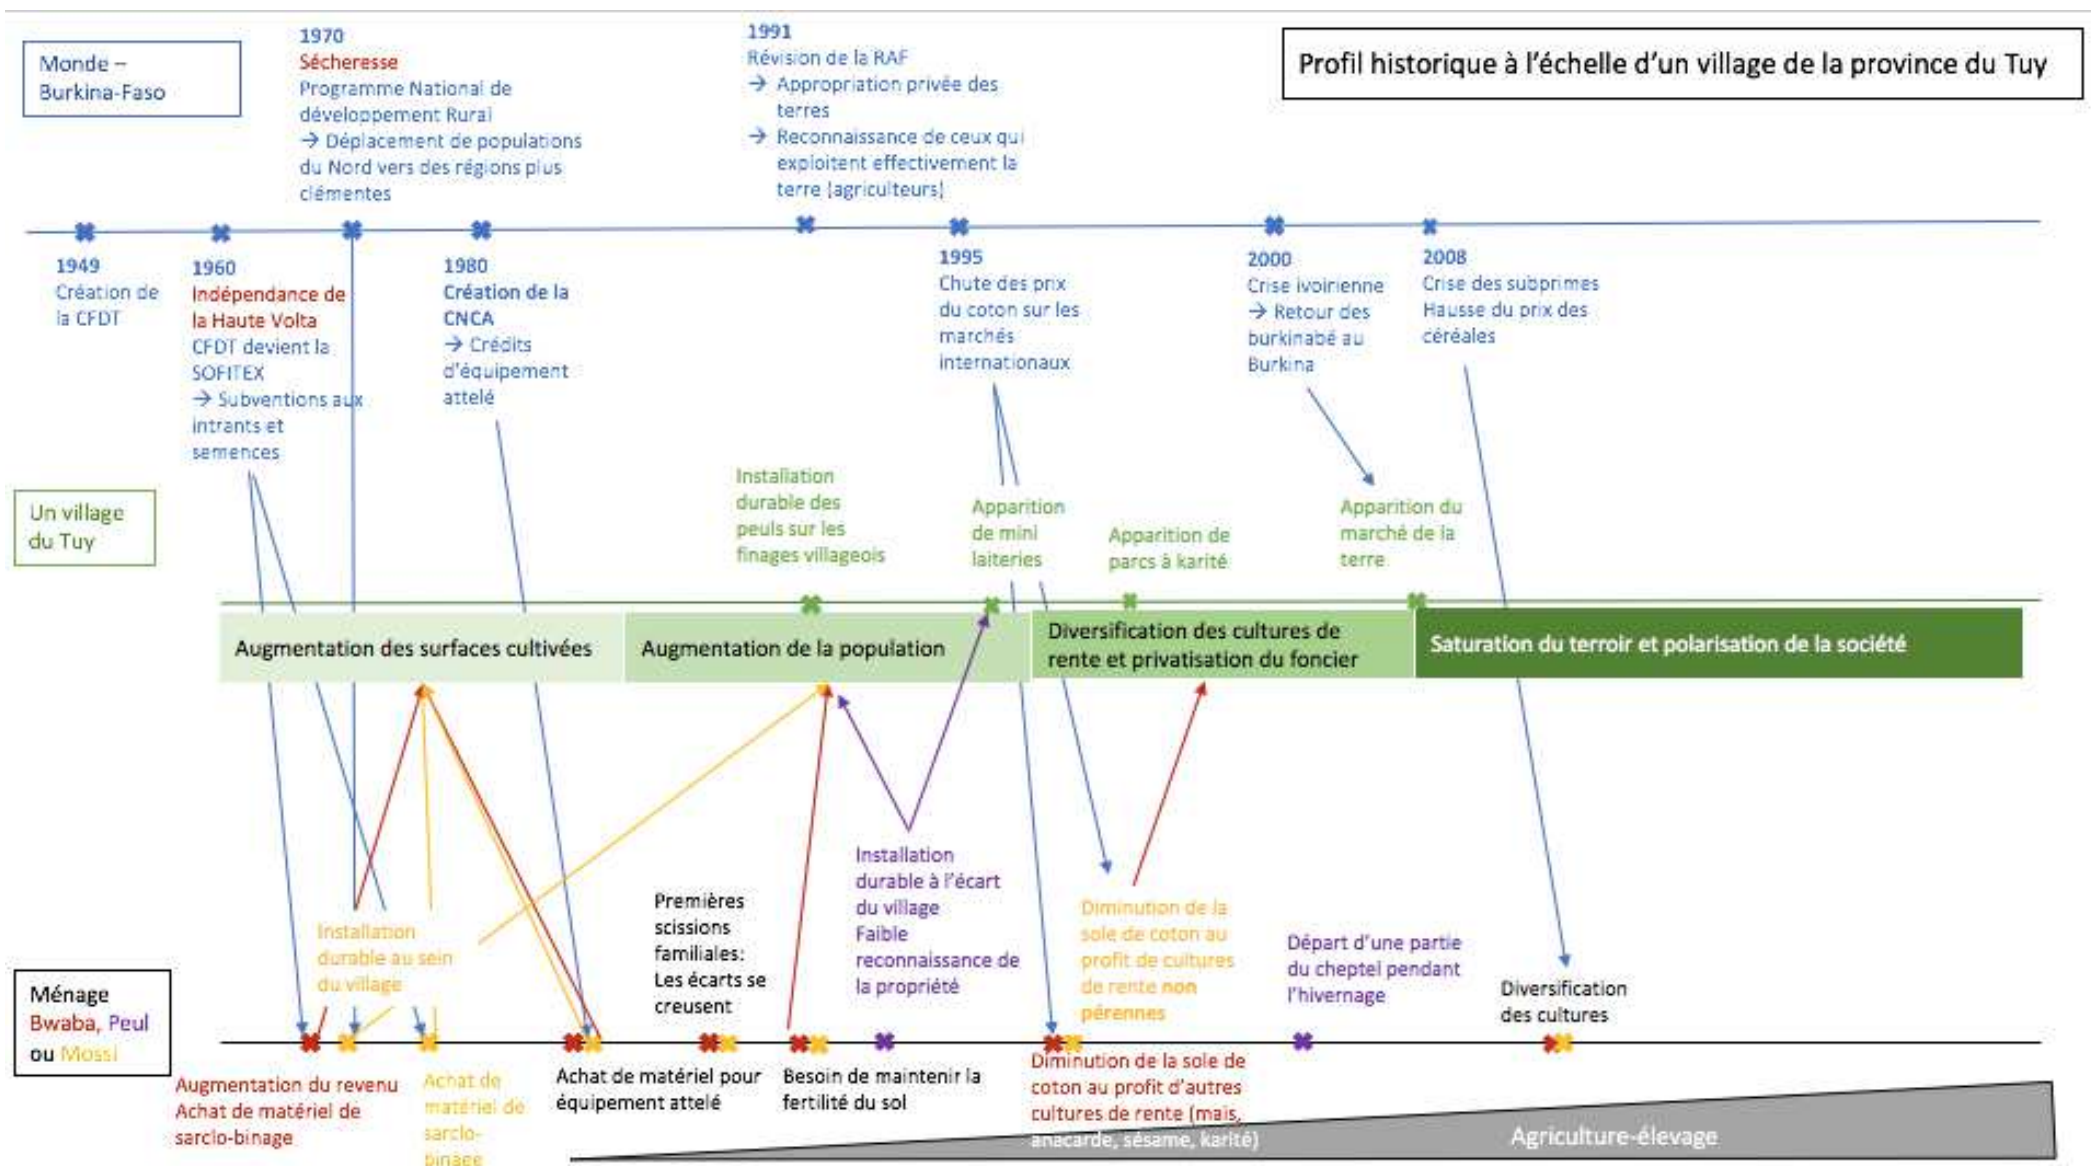 Profil historique à l'échelle d'un village de la province du Tuy
Monde –
Burkina-Faso
1970
Sécheresse
Programme National de
développement Rural
→ Déplacement de populations
du Nord vers des régions plus
clémentes
1991
Révision de la RAF
→ Appropriation privée des
terres
→ Reconnaissance de ceux qui
exploitent effectivement la
terre (agriculteurs)
1949
Création de
la CFDT
1960
Indépendance de
la Haute Volta
CFDT devient la
SOFITEX
→ Subventions aux
intrants et
semences
1980
Création de la
CNCA
→ Crédits
d'équipement
attelé
1995
Chute des prix
du coton sur les
marchés
internationaux
2000
Crise ivoirienne
→ Retour des
burkinabé au
Burkina
2008
Crise des subprimes
Hausse du prix des
céréales
Un village
du Tuy
Installation
durable des
peuls sur les
finages villageois
Apparition
de mini
laiteries
Apparition de
parcs à karité
Apparition du
marché de la
terre
Augmentation des surfaces cultivées
Augmentation de la population
Diversification des cultures de
rente et privatisation du foncier
Saturation du terroir et polarisation de la société
Ménage
Bwaba, Peul
ou Mossi
Installation
durable au sein
du village
Premières
scissions
familiales:
Les écarts se
creusent
Installation
durable à l'écart
du village
Faible
reconnaissance de
la propriété
Diminution de la
sole de coton au
profit de cultures
de rente non
pérennes
Départ d'une partie
du cheptel pendant
l'hivernage
Diversification
des cultures
Augmentation du revenu
Achat de matériel de
sarclo-binage
Achat de
matériel de
sarclo-
binage
Achat de matériel pour
équipement attelé
Besoin de maintenir la
fertilité du sol
Diminution de la sole de
coton au profit d'autres
cultures de rente (mais,
anacarde, sésame, karité)
Agriculture-élevage